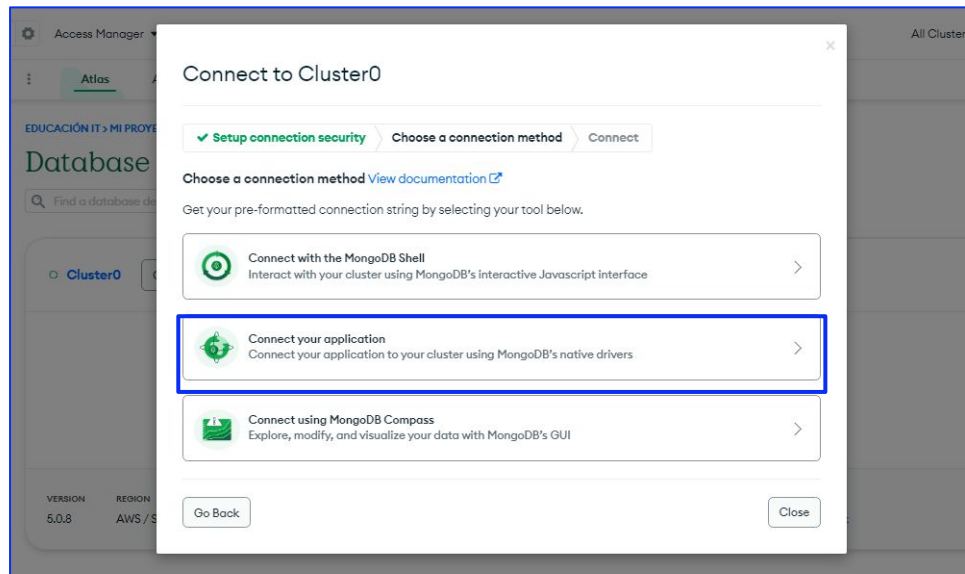 Access Manager
All Cluster
Atlas
EDUCACIÓN IT > MI PROYE
Database
Find a database de
Cluster0
VERSION
REGION
5.0.8
AWS / S
×
Connect to Cluster0
✔ Setup connection security
Choose a connection method
Connect
Choose a connection method View documentation
Get your pre-formatted connection string by selecting your tool below.
Connect with the MongoDB Shell
Interact with your cluster using MongoDB's interactive Javascript interface
Connect your application
Connect your application to your cluster using MongoDB's native drivers
Connect using MongoDB Compass
Explore, modify, and visualize your data with MongoDB's GUI
Go Back
Close